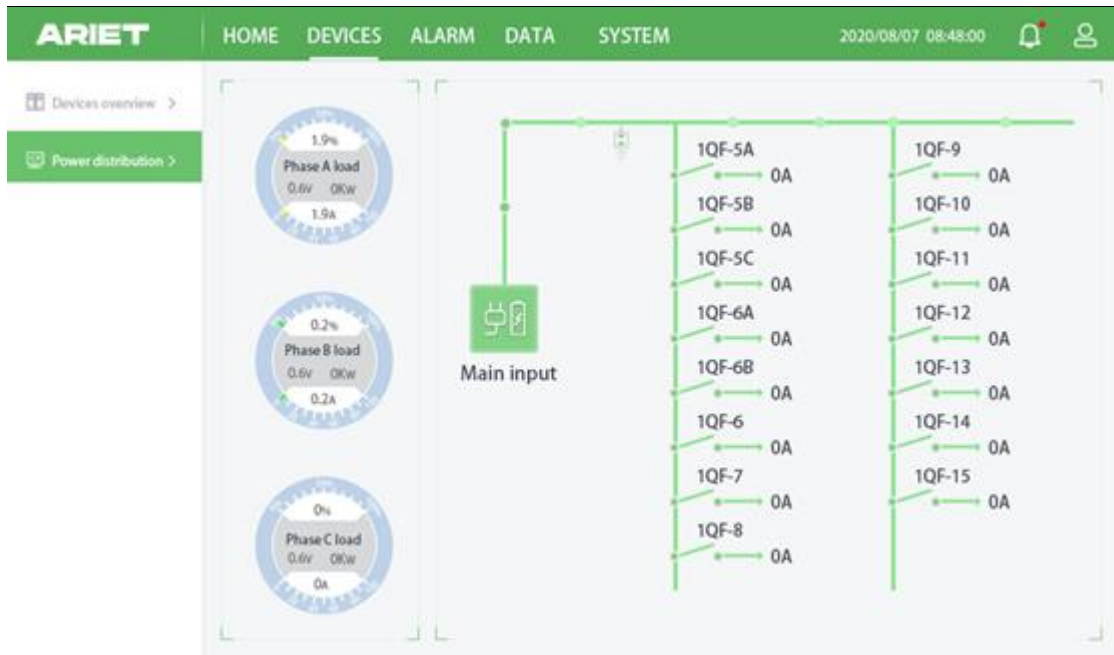 ARIET
HOME DEVICES ALARM DATA SYSTEM
2020/08/07 08:48:00
Devices overview >
Power distribution >
1.9%
Phase A load
0.6V 0Kw
1.9A
0.2%
Phase B load
0.6V 0Kw
0.2A
0%
Phase C load
0.6V 0Kw
0A
Main input
1QF-5A
0A
1QF-5B
0A
1QF-5C
0A
1QF-6A
0A
1QF-6B
0A
1QF-6
0A
1QF-7
0A
1QF-8
0A
1QF-9
0A
1QF-10
0A
1QF-11
0A
1QF-12
0A
1QF-13
0A
1QF-14
0A
1QF-15
0A